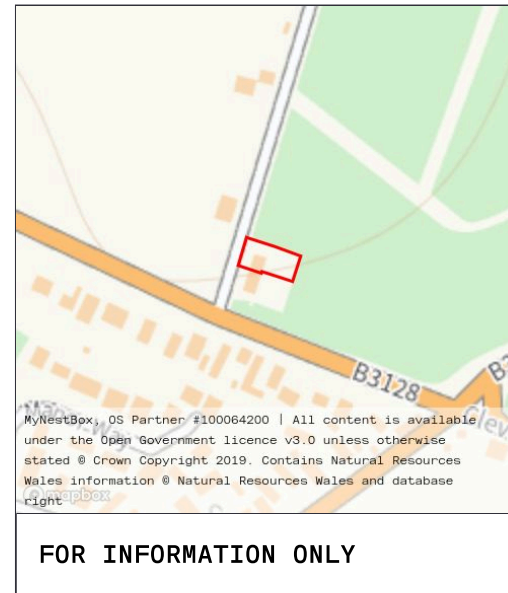 B3128
MyNestBox, OS Partner #100064200 | All content is available
under the Open Government licence v3.0 unless otherwise
stated © Crown Copyright 2019. Contains Natural Resources
Wales information © Natural Resources Wales and database
right
mapbox
FOR INFORMATION ONLY